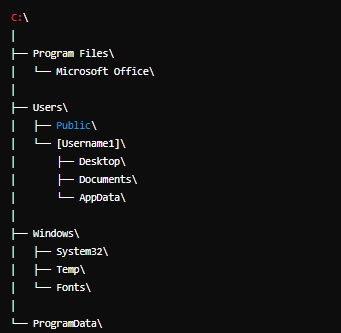 C:\
│
├── Program Files\
│   └── Microsoft Office\
│
├── Users\
│   ├── Public\
│   └── [Username1]\
│       ├── Desktop\
│       ├── Documents\
│       └── AppData\
│
├── Windows\
│   ├── System32\
│   ├── Temp\
│   └── Fonts\
│
└── ProgramData\